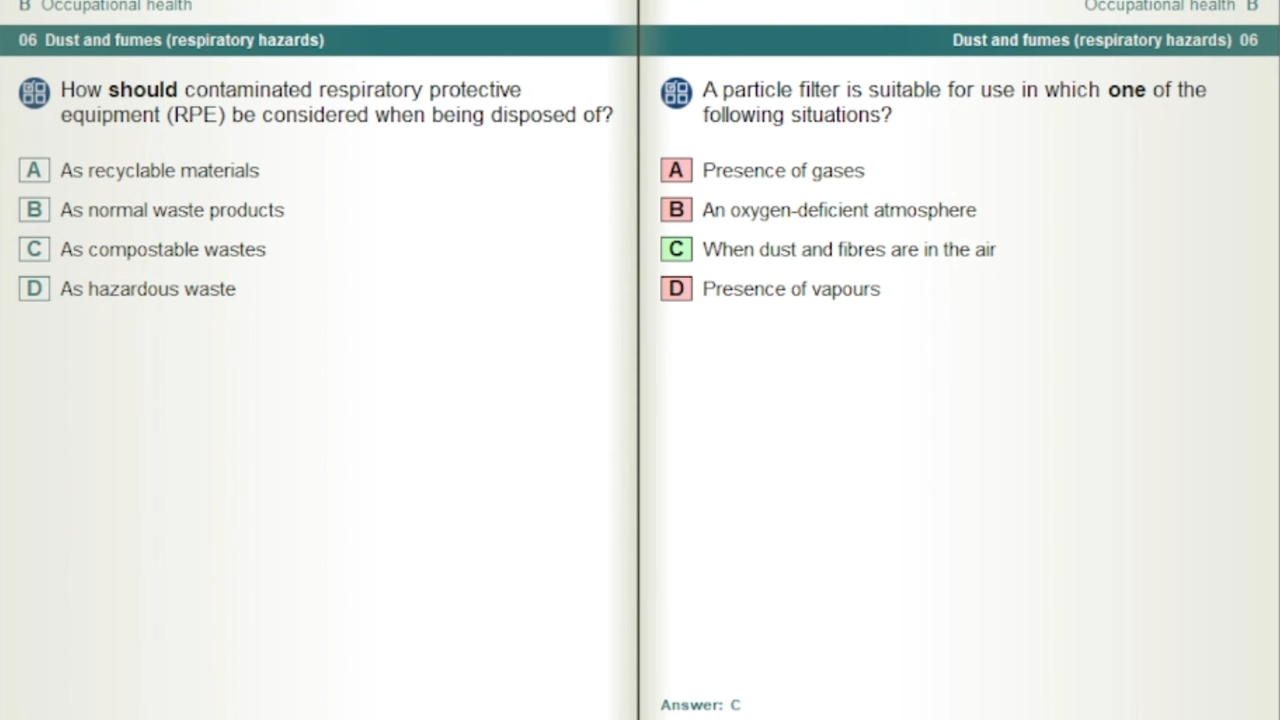 B Occupational health
06 Dust and fumes (respiratory hazards)
How should contaminated respiratory protective
equipment (RPE) be considered when being disposed of?
A As recyclable materials
B As normal waste products
C As compostable wastes
D As hazardous waste
Occupational health B
Dust and fumes (respiratory hazards) 06
A particle filter is suitable for use in which one of the
following situations?
A Presence of gases
B An oxygen-deficient atmosphere
C When dust and fibres are in the air
D Presence of vapours
Answer: C